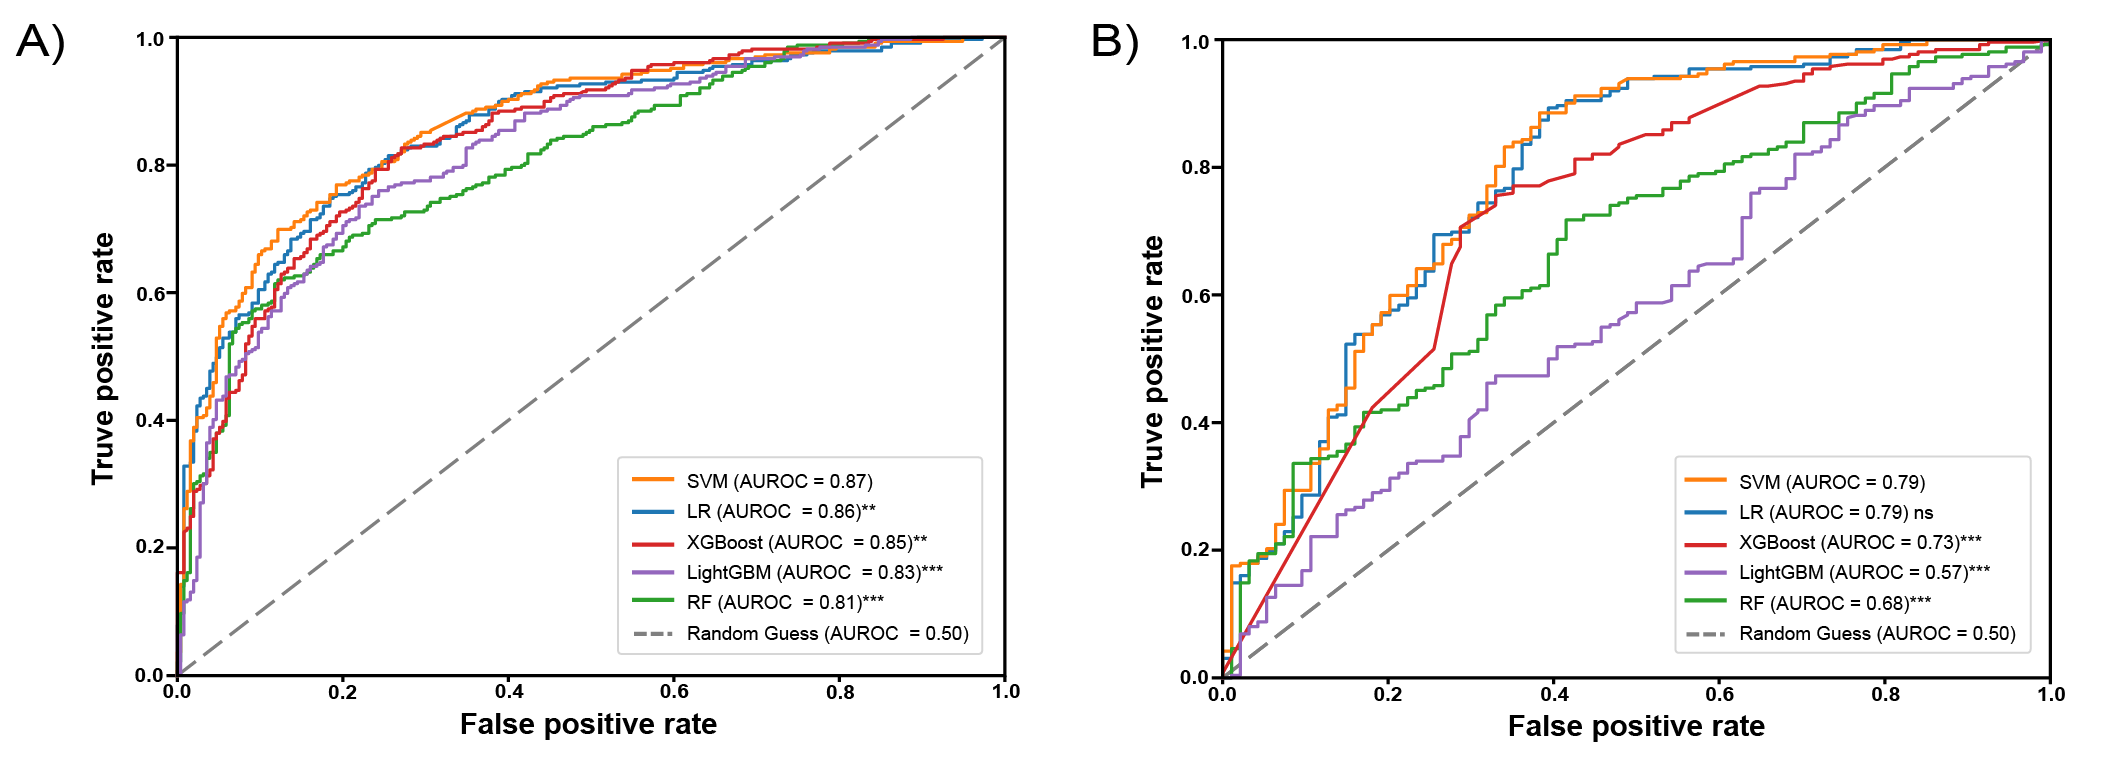 A)
1.0
0.8
0.6
0.4
0.2
0.0
Truve positive rate
SVM (AUROC = 0.87)
LR (AUROC = 0.86)**
XGBoost (AUROC = 0.85)**
LightGBM (AUROC = 0.83)***
RF (AUROC = 0.81)***
Random Guess (AUROC = 0.50)
0.0 0.2 0.4 0.6 0.8 1.0
False positive rate
B)
1.0
0.8
0.6
0.4
0.2
0.0
Truve positive rate
SVM (AUROC = 0.79)
LR (AUROC = 0.79) ns
XGBoost (AUROC = 0.73)***
LightGBM (AUROC = 0.57)***
RF (AUROC = 0.68)***
Random Guess (AUROC = 0.50)
0.0 0.2 0.4 0.6 0.8 1.0
False positive rate